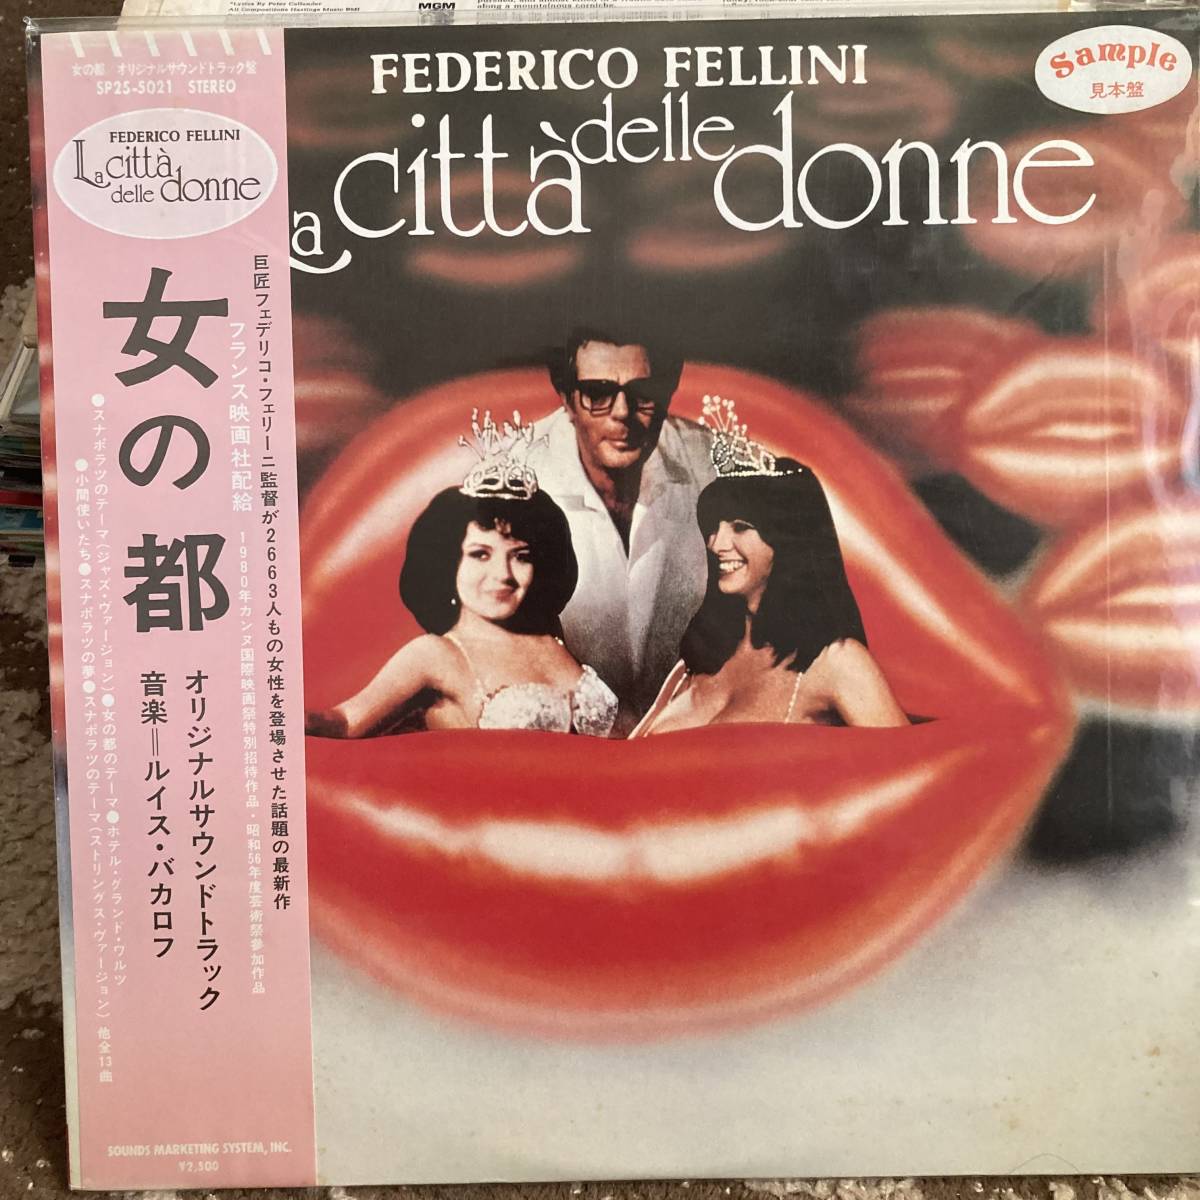 "Lyrics By Peter Callander
All Compositions Hastings Music BMI
MGM
FEDERICO FELLINI
La città delle donne
Sample
見本盤
女の都 オリジナルサウンドトラック盤
SP25-5021 STEREO
FEDERICO FELLINI
La città
delle donne
巨匠フェデリコ・フェリーニ監督が2663人もの女性を登場させた話題の最新作
フランス映画社配給 1980年カンヌ国際映画祭特別招待作品・昭和56年度芸術祭参加作品
女の都
オリジナルサウンドトラック
音楽=ルイス・バカロフ
●スナポラツのテーマ(ジャズ・ヴァージョン)●女の都のテーマ●ホテル・グランド・ワルツ
●小間使いたち●スナポラツの夢●スナポラツのテーマ(ストリングス・ヴァージョン)他全13曲
SOUNDS MARKETING SYSTEM, INC.
¥2,500